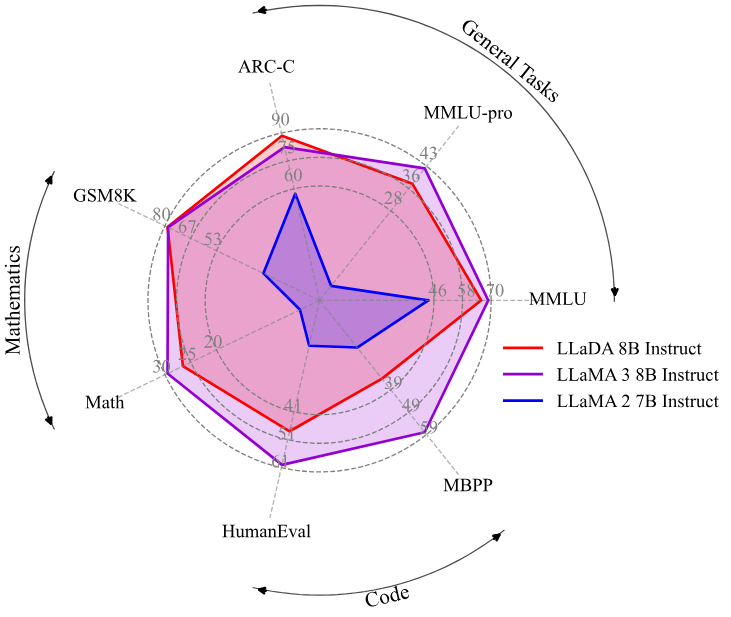 General Tasks
ARC-C
MMLU-pro
90
75
60
43
36
28
GSM8K
80
67
53
Mathematics
46
58
70
MMLU
LLaDA 8B Instruct
LLaMA 3 8B Instruct
LLaMA 2 7B Instruct
30
25
20
Math
39
49
59
41
51
61
MBPP
HumanEval
Code